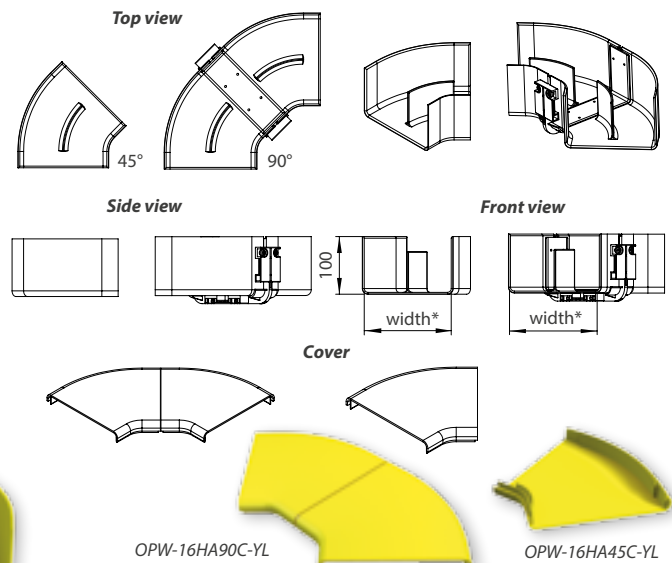 Top view
45°
90°
Side view
Front view
100
width*
width*
Cover
OPW-16HA90C-YL
OPW-16HA45C-YL